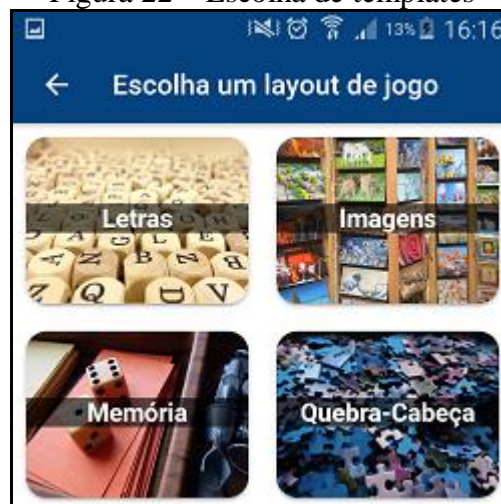 Figura 22 – Escolha de templates
13% 16:16
Escolha um layout de jogo
Letras
Imagens
Memória
Quebra-Cabeça